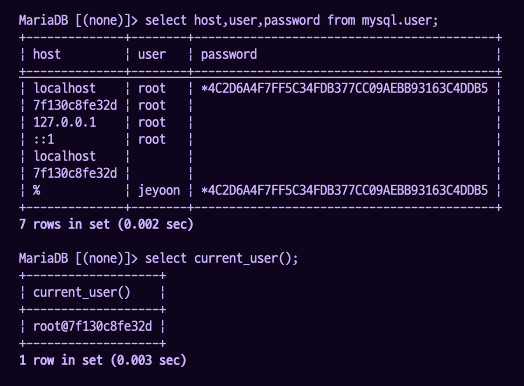 MariaDB [(none)]> select host,user,password from mysql.user;
+--------------+--------+-------------------------------------------+
| host         | user   | password                                  |
+--------------+--------+-------------------------------------------+
| localhost    | root   | *4C2D6A4F7FF5C34FDB377CC09AEBB93163C4DDB5 |
| 7f130c8fe32d | root   |                                           |
| 127.0.0.1    | root   |                                           |
| ::1          | root   |                                           |
| localhost    |        |                                           |
| 7f130c8fe32d |        |                                           |
| %            | jeyoon | *4C2D6A4F7FF5C34FDB377CC09AEBB93163C4DDB5 |
+--------------+--------+-------------------------------------------+
7 rows in set (0.002 sec)
MariaDB [(none)]> select current_user();
+-------------------+
| current_user()    |
+-------------------+
| root@7f130c8fe32d |
+-------------------+
1 row in set (0.003 sec)